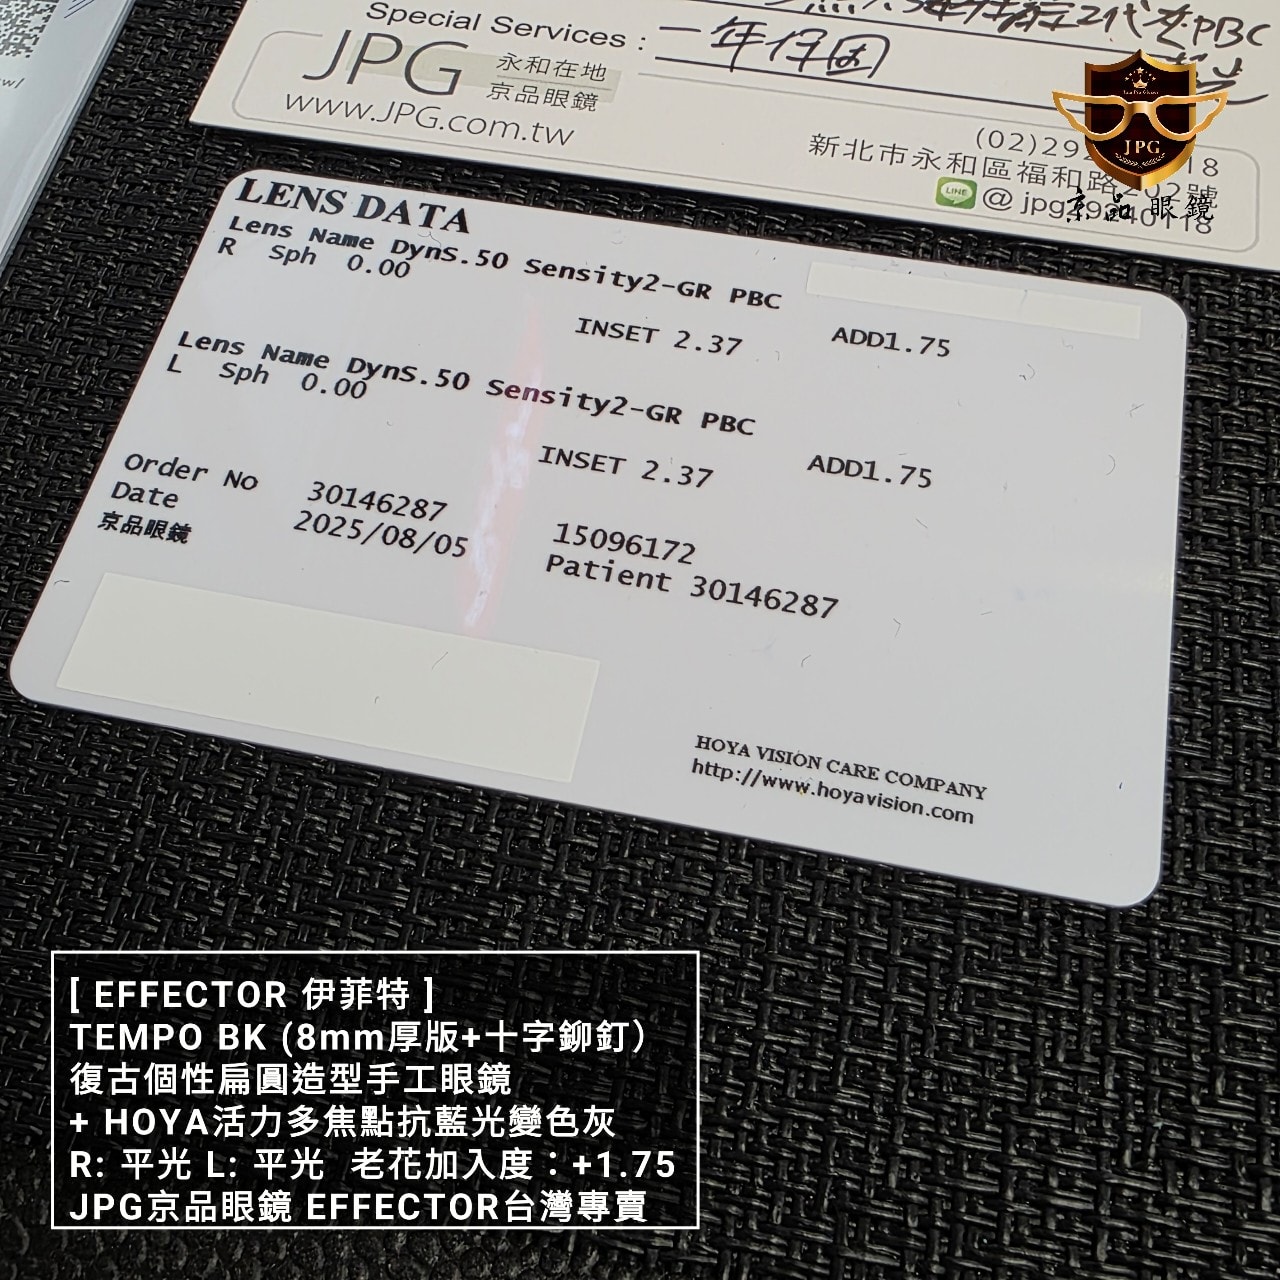 Special Services : 一年保固
JPG 永和在地
京品眼鏡
www.JPG.com.tw
新北市永和區福和路202號
LINE @ jpg
JPG
京品眼鏡
LENS DATA
Lens Name DynS.50 Sensity2-GR PBC
R Sph 0.00
INSET 2.37 ADD1.75
Lens Name DynS.50 Sensity2-GR PBC
L Sph 0.00
INSET 2.37 ADD1.75
Order No 30146287 15096172
Date 2025/08/05 Patient 30146287
京品眼鏡
HOYA VISION CARE COMPANY
http://www.hoyavision.com
[ EFFECTOR 伊菲特 ]
TEMPO BK (8mm厚版+十字鉚釘)
復古個性扁圓造型手工眼鏡
+ HOYA活力多焦點抗藍光變色灰
R: 平光 L: 平光 老花加入度：+1.75
JPG京品眼鏡 EFFECTOR台灣專賣